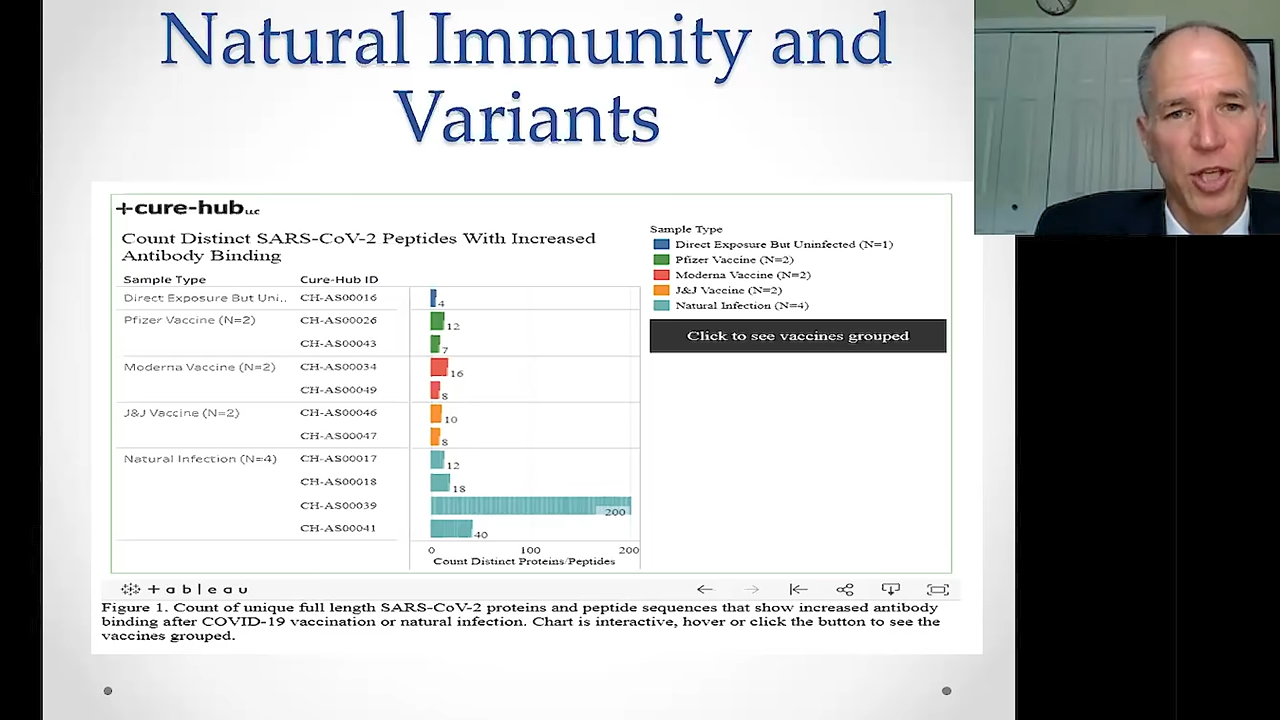 Natural Immunity and
Variants
+cure-hub LLC
Count Distinct SARS-CoV-2 Peptides With Increased
Antibody Binding
Sample Type Cure-Hub ID
Direct Exposure But Uni.. CH-AS00016 4
Pfizer Vaccine (N=2) CH-AS00026 12
CH-AS00043 7
Moderna Vaccine (N=2) CH-AS00034 16
CH-AS00049 8
J&J Vaccine (N=2) CH-AS00046 10
CH-AS00047 8
Natural Infection (N=4) CH-AS00017 12
CH-AS00018 18
CH-AS00039 200
CH-AS00041 40
0 100 200
Count Distinct Proteins/Peptides
Sample Type
Direct Exposure But Uninfected (N=1)
Pfizer Vaccine (N=2)
Moderna Vaccine (N=2)
J&J Vaccine (N=2)
Natural Infection (N=4)
Click to see vaccines grouped
+ableau
Figure 1. Count of unique full length SARS-CoV-2 proteins and peptide sequences that show increased antibody
binding after COVID-19 vaccination or natural infection. Chart is interactive, hover or click the button to see the
vaccines grouped.